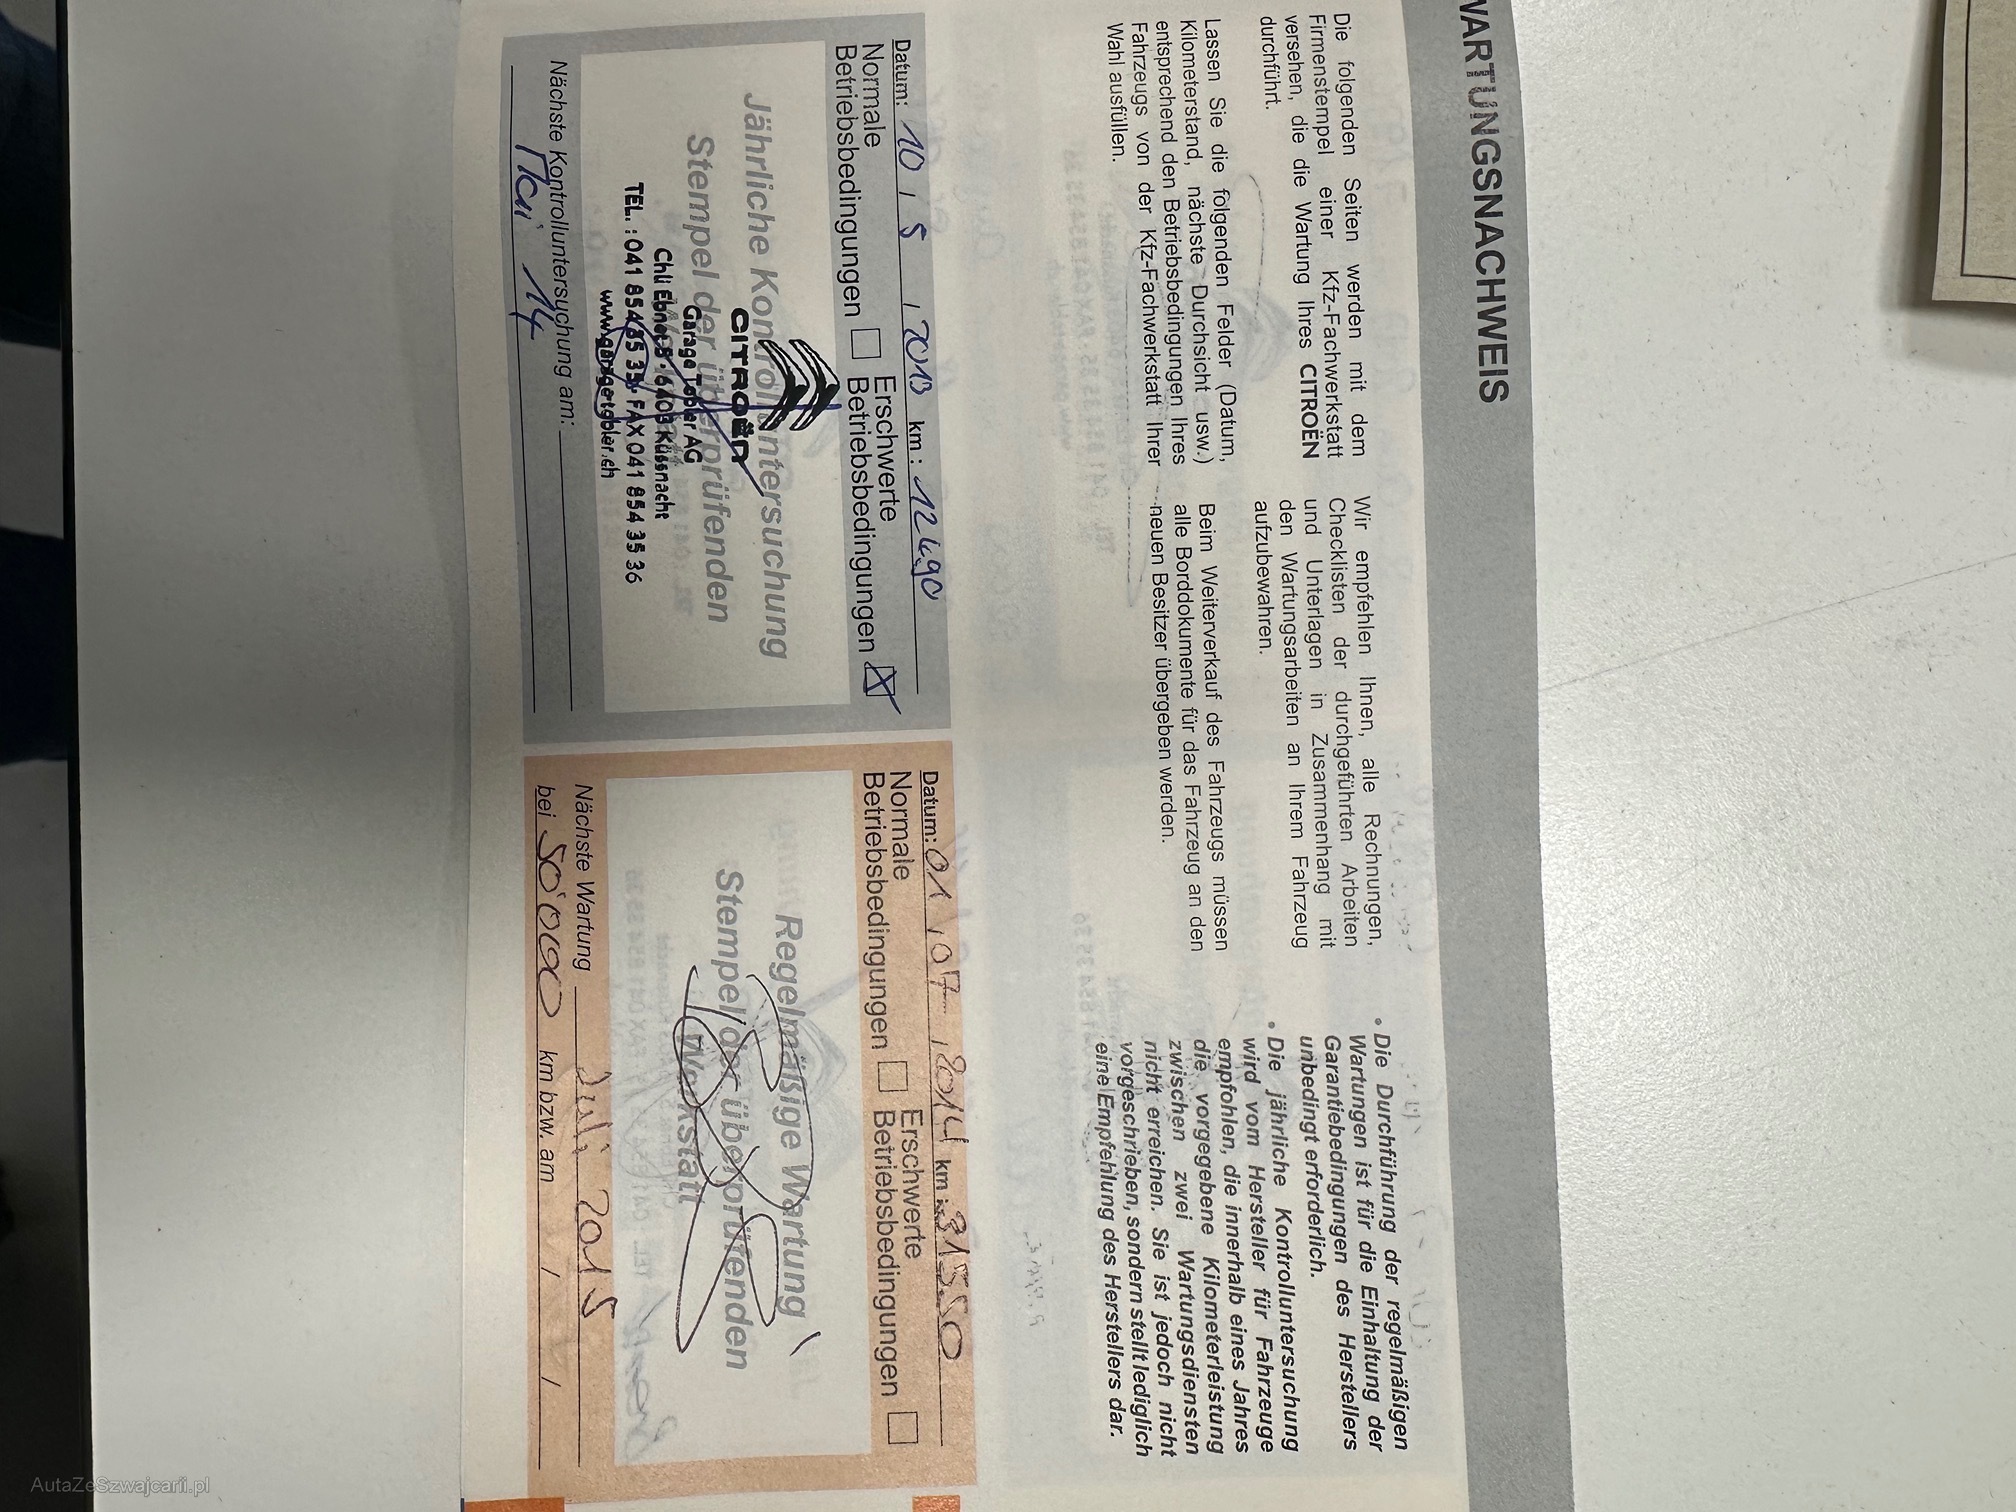 WARTUNGSNACHWEIS
Die folgenden Seiten werden mit dem
Firmenstempel einer Kfz-Fachwerkstatt
versehen, die die Wartung Ihres CITROËN
durchführt.
Lassen Sie die folgenden Felder (Datum,
Kilometerstand, nächste Durchsicht usw.)
entsprechend den Betriebsbedingungen Ihres
Fahrzeugs von der Kfz-Fachwerkstatt Ihrer
Wahl ausfüllen.
Wir empfehlen Ihnen, alle Rechnungen,
Checklisten der durchgeführten Arbeiten
und Unterlagen in Zusammenhang mit
den Wartungsarbeiten an Ihrem Fahrzeug
aufzubewahren.
Beim Weiterverkauf des Fahrzeugs müssen
alle Borddokumente für das Fahrzeug an den
neuen Besitzer übergeben werden.
• Die Durchführung der regelmäßigen
Wartungen ist für die Einhaltung der
Garantiebedingungen des Herstellers
unbedingt erforderlich.
• Die jährliche Kontrolluntersuchung
wird vom Hersteller für Fahrzeuge
empfohlen, die innerhalb eines Jahres
die vorgegebene Kilometerleistung
zwischen zwei Wartungsdiensten
nicht erreichen. Sie ist jedoch nicht
vorgeschrieben, sondern stellt lediglich
eine Empfehlung des Herstellers dar.
Datum: 10 / 5 / 2013 km: 12490
Normale Erschwerte
Betriebsbedingungen Betriebsbedingungen X
Jährliche Kontrolluntersuchung
Stempel der überprüfenden
CITROËN
Garage Tobler AG
Chli Ebnet 5 · 6403 Küssnacht
TEL.: 041 854 35 35 · FAX 041 854 35 36
www.garage-tobler.ch
Nächste Kontrolluntersuchung am:
Mai 14
Datum: 01 / 07 / 2014 km: 31550
Normale Erschwerte
Betriebsbedingungen Betriebsbedingungen
Regelmäßige Wartung
Stempel der überprüfenden
Werkstatt
Nächste Wartung Juli 2015
bei 50'000 km bzw. am / /
AutaZeSzwajcarii.pl